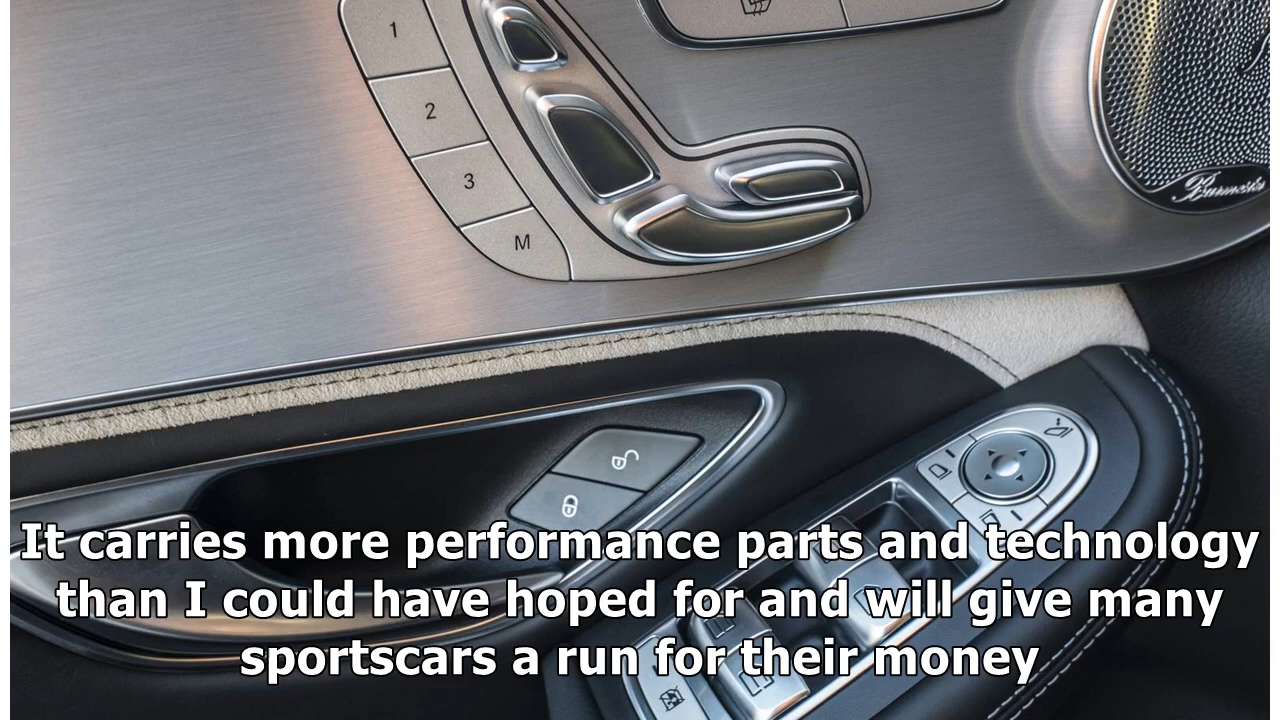 1
2
3
M
Burmester
It carries more performance parts and technology
than I could have hoped for and will give many
sportscars a run for their money